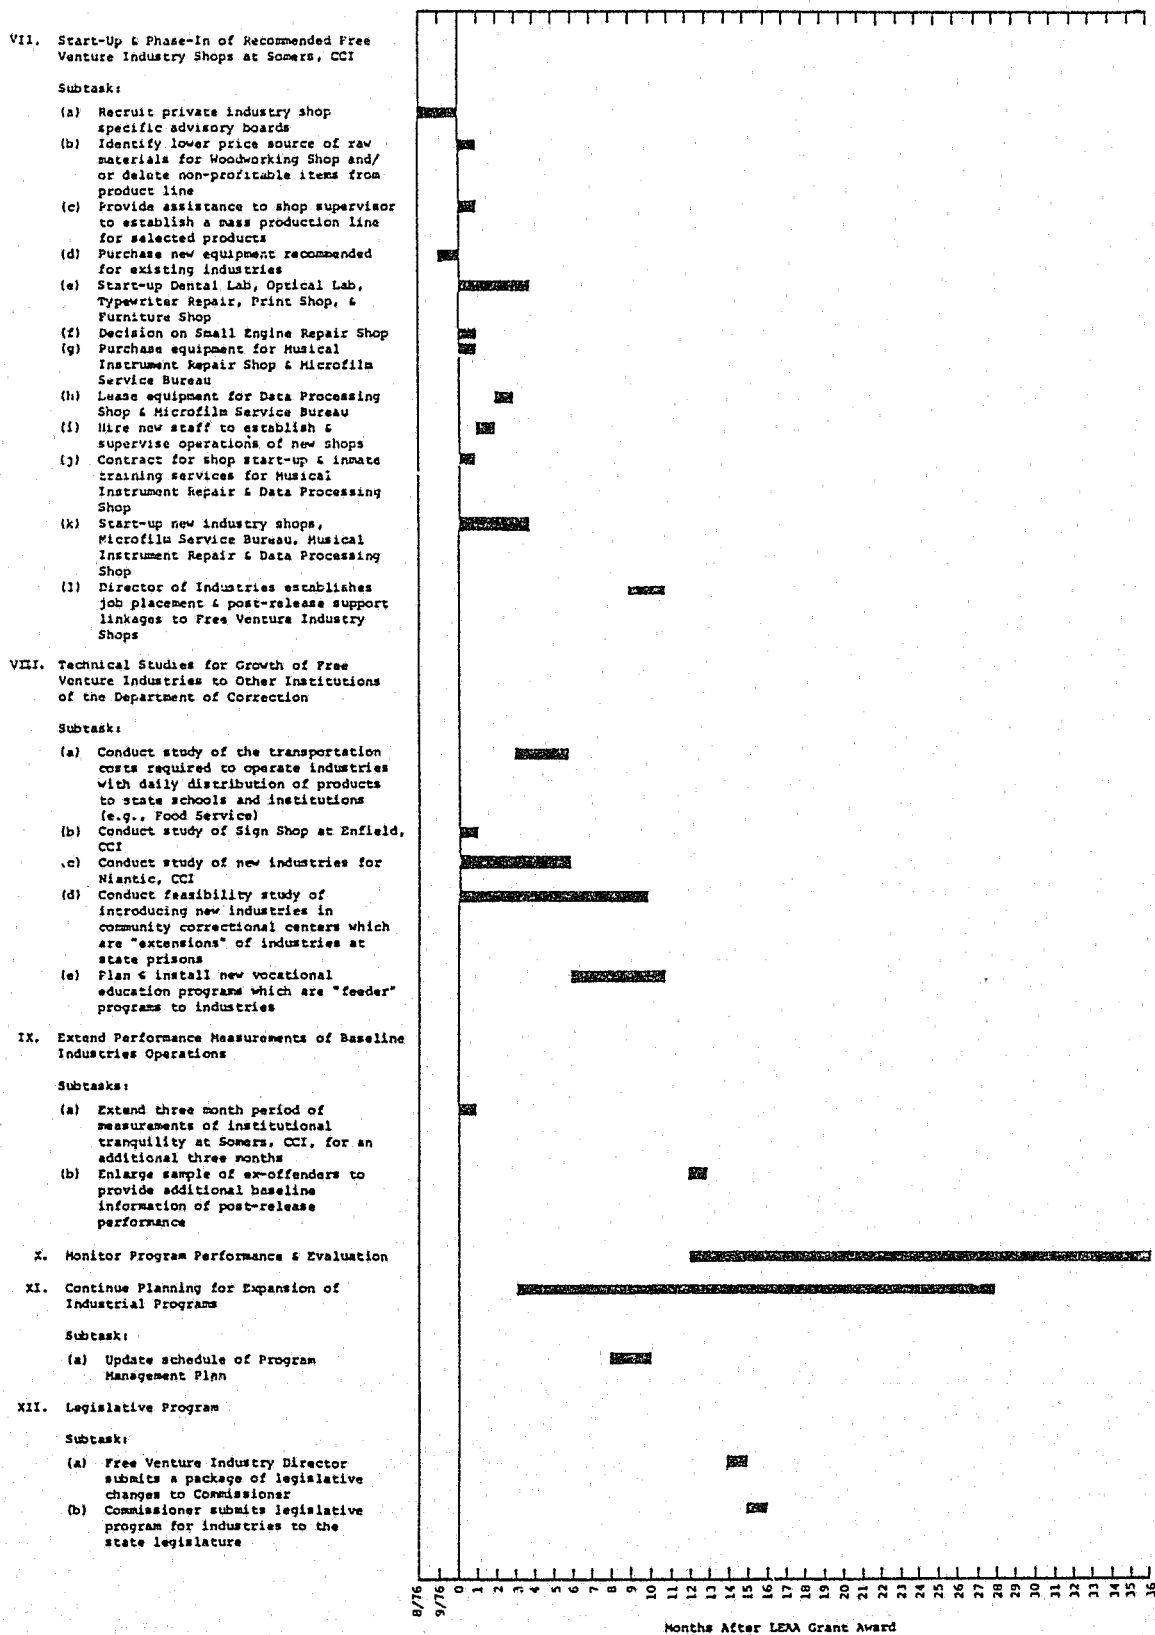 VII. Start-Up & Phase-In of Recommended Free
Venture Industry Shops at Somers, CCI
Subtask:
(a) Recruit private industry shop
specific advisory boards
(b) Identify lower price source of raw
materials for Woodworking Shop and/
or delete non-profitable items from
product line
(c) Provide assistance to shop supervisor
to establish a mass production line
for selected products
(d) Purchase new equipment recommended
for existing industries
(e) Start-up Dental Lab, Optical Lab,
Typewriter Repair, Print Shop, &
Furniture Shop
(f) Decision on Small Engine Repair Shop
(g) Purchase equipment for Musical
Instrument Repair Shop & Microfilm
Service Bureau
(h) Lease equipment for Data Processing
Shop & Microfilm Service Bureau
(i) Hire new staff to establish &
supervise operations of new shops
(j) Contract for shop start-up & inmate
training services for Musical
Instrument Repair & Data Processing
Shop
(k) Start-up new industry shops,
Microfilm Service Bureau, Musical
Instrument Repair & Data Processing
Shop
(l) Director of Industries establishes
job placement & post-release support
linkages to Free Venture Industry
Shops
VIII. Technical Studies for Growth of Free
Venture Industries to Other Institutions
of the Department of Correction
Subtask:
(a) Conduct study of the transportation
costs required to operate industries
with daily distribution of products
to state schools and institutions
(e.g., Food Service)
(b) Conduct study of Sign Shop at Enfield,
CCI
(c) Conduct study of new industries for
Niantic, CCI
(d) Conduct feasibility study of
introducing new industries in
community correctional centers which
are "extensions" of industries at
state prisons
(e) Plan & install new vocational
education programs which are "feeder"
programs to industries
IX. Extend Performance Measurements of Baseline
Industries Operations
Subtasks:
(a) Extend three month period of
measurements of institutional
tranquility at Somers, CCI, for an
additional three months
(b) Enlarge sample of ex-offenders to
provide additional baseline
information of post-release
performance
X. Monitor Program Performance & Evaluation
XI. Continue Planning for Expansion of
Industrial Programs
Subtask:
(a) Update schedule of Program
Management Plan
XII. Legislative Program
Subtask:
(a) Free Venture Industry Director
submits a package of legislative
changes to Commissioner
(b) Commissioner submits legislative
program for industries to the
state legislature
8/76 9/76 0 1 2 3 4 5 6 7 8 9 10 11 12 13 14 15 16 17 18 19 20 21 22 23 24 25 26 27 28 29 30 31 32 33 34 35 36
Months After LEAA Grant Award